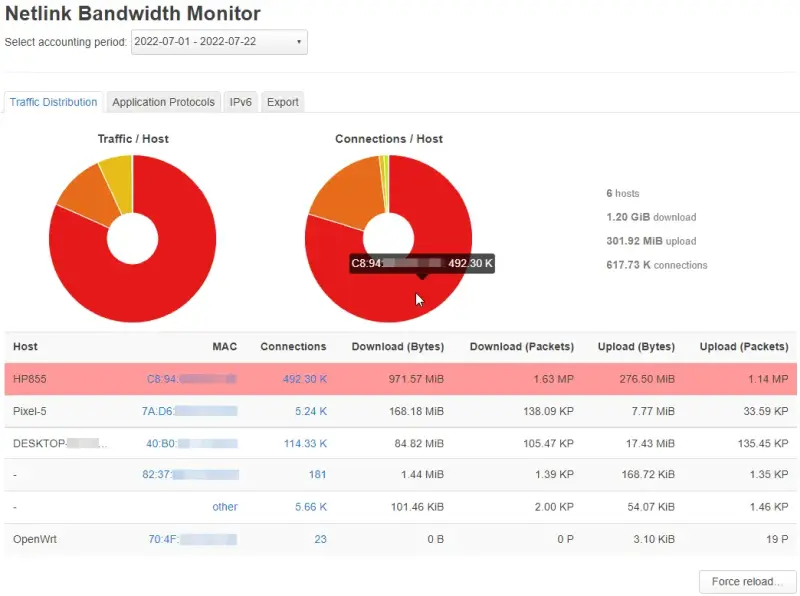 Netlink Bandwidth Monitor
Select accounting period: 2022-07-01 - 2022-07-22
Traffic Distribution Application Protocols IPv6 Export
Traffic / Host Connections / Host
6 hosts
1.20 GiB download
301.92 MiB upload
C8:94: 492.30 K
617.73 K connections
Host MAC Connections Download (Bytes) Download (Packets) Upload (Bytes) Upload (Packets)
HP855 C8:94: 492.30 K 971.57 MiB 1.63 MP 276.50 MiB 1.14 MP
Pixel-5 7A:D6: 5.24 K 168.18 MiB 138.09 KP 7.77 MiB 33.59 KP
DESKTOP- ... 40:B0: 114.33 K 84.82 MiB 105.47 KP 17.43 MiB 135.45 KP
- 82:37: 181 1.44 MiB 1.39 KP 168.72 KiB 1.35 KP
- other 5.66 K 101.46 KiB 2.00 KP 54.07 KiB 1.46 KP
OpenWrt 70:4F: 23 0 B 0 P 3.10 KiB 19 P
Force reload...